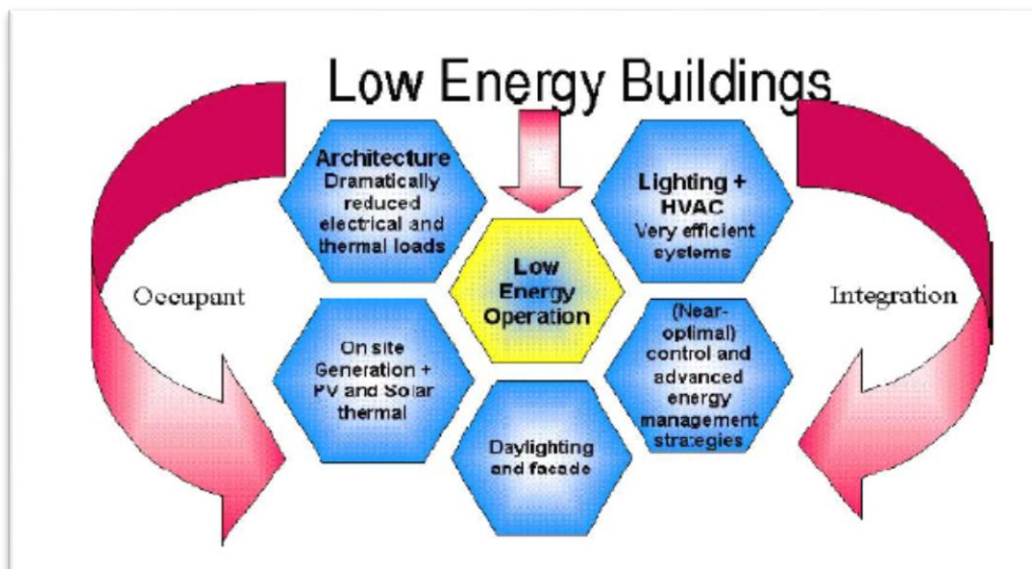 Low Energy Buildings
Architecture
Dramatically
reduced
electrical and
thermal loads
Lighting +
HVAC
Very efficient
systems
Low
Energy
Operation
Occupant
Integration
On site
Generation +
PV and Solar
thermal
(Near-
optimal)
control and
advanced
energy
management
strategies
Daylighting
and facade